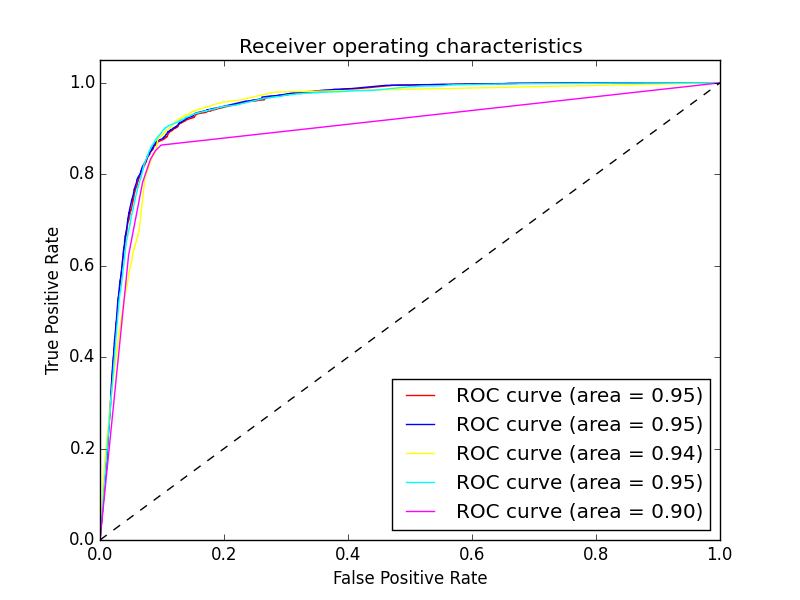 Receiver operating characteristics
1.0
0.8
0.6
0.4
0.2
0.0
True Positive Rate
ROC curve (area = 0.95)
ROC curve (area = 0.95)
ROC curve (area = 0.94)
ROC curve (area = 0.95)
ROC curve (area = 0.90)
0.0 0.2 0.4 0.6 0.8 1.0
False Positive Rate